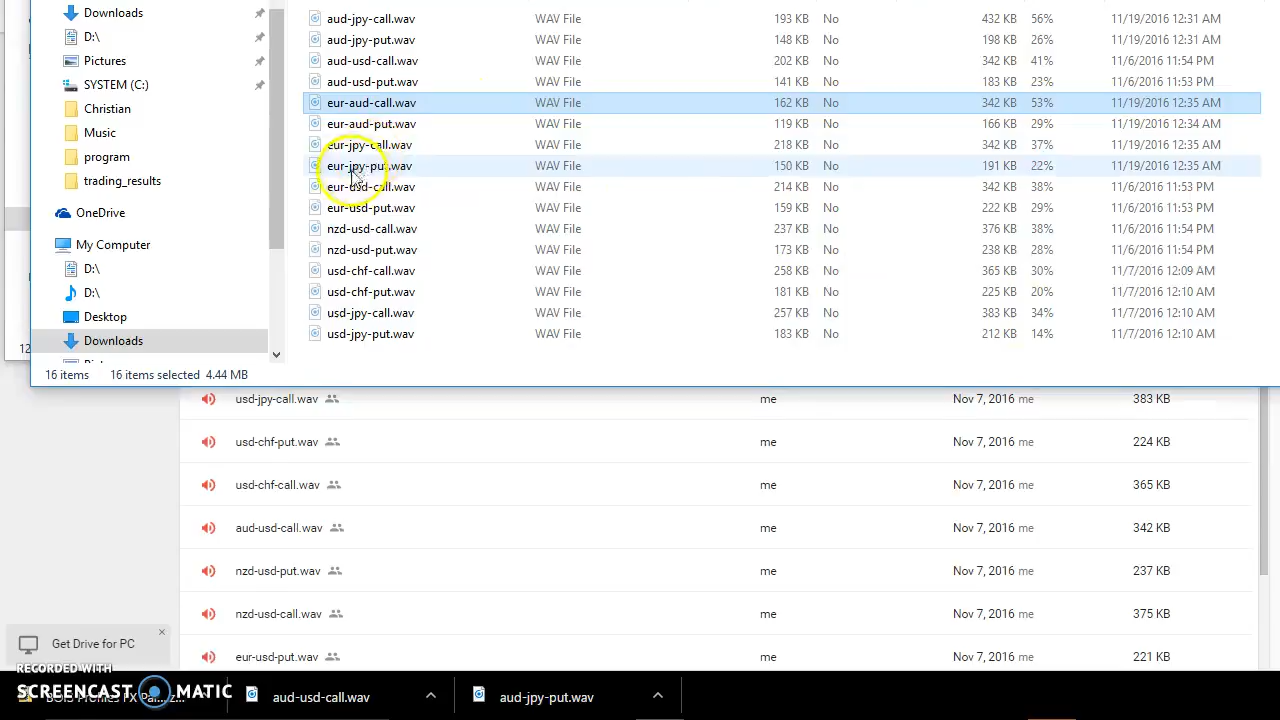 Downloads
D:\
Pictures
SYSTEM (C:)
Christian
Music
program
trading_results
OneDrive
My Computer
D:\
D:\
Desktop
Downloads
aud-jpy-call.wav WAV File 193 KB No 432 KB 56% 11/19/2016 12:31 AM
aud-jpy-put.wav WAV File 148 KB No 198 KB 26% 11/19/2016 12:31 AM
aud-usd-call.wav WAV File 202 KB No 342 KB 41% 11/6/2016 11:54 PM
aud-usd-put.wav WAV File 141 KB No 183 KB 23% 11/6/2016 11:53 PM
eur-aud-call.wav WAV File 162 KB No 342 KB 53% 11/19/2016 12:35 AM
eur-aud-put.wav WAV File 119 KB No 166 KB 29% 11/19/2016 12:34 AM
eur-jpy-call.wav WAV File 218 KB No 342 KB 37% 11/19/2016 12:35 AM
eur-jpy-put.wav WAV File 150 KB No 191 KB 22% 11/19/2016 12:35 AM
eur-usd-call.wav WAV File 214 KB No 342 KB 38% 11/6/2016 11:53 PM
eur-usd-put.wav WAV File 159 KB No 222 KB 29% 11/6/2016 11:53 PM
nzd-usd-call.wav WAV File 237 KB No 376 KB 38% 11/6/2016 11:54 PM
nzd-usd-put.wav WAV File 173 KB No 238 KB 28% 11/6/2016 11:54 PM
usd-chf-call.wav WAV File 258 KB No 365 KB 30% 11/7/2016 12:09 AM
usd-chf-put.wav WAV File 181 KB No 225 KB 20% 11/7/2016 12:10 AM
usd-jpy-call.wav WAV File 257 KB No 383 KB 34% 11/7/2016 12:10 AM
usd-jpy-put.wav WAV File 183 KB No 212 KB 14% 11/7/2016 12:10 AM
12
16 items 16 items selected 4.44 MB
usd-jpy-call.wav me Nov 7, 2016 me 383 KB
usd-chf-put.wav me Nov 7, 2016 me 224 KB
usd-chf-call.wav me Nov 7, 2016 me 365 KB
aud-usd-call.wav me Nov 7, 2016 me 342 KB
nzd-usd-put.wav me Nov 7, 2016 me 237 KB
nzd-usd-call.wav me Nov 7, 2016 me 375 KB
eur-usd-put.wav me Nov 7, 2016 me 221 KB
Get Drive for PC
RECORDED WITH
SCREENCAST MATIC
aud-usd-call.wav
aud-jpy-put.wav